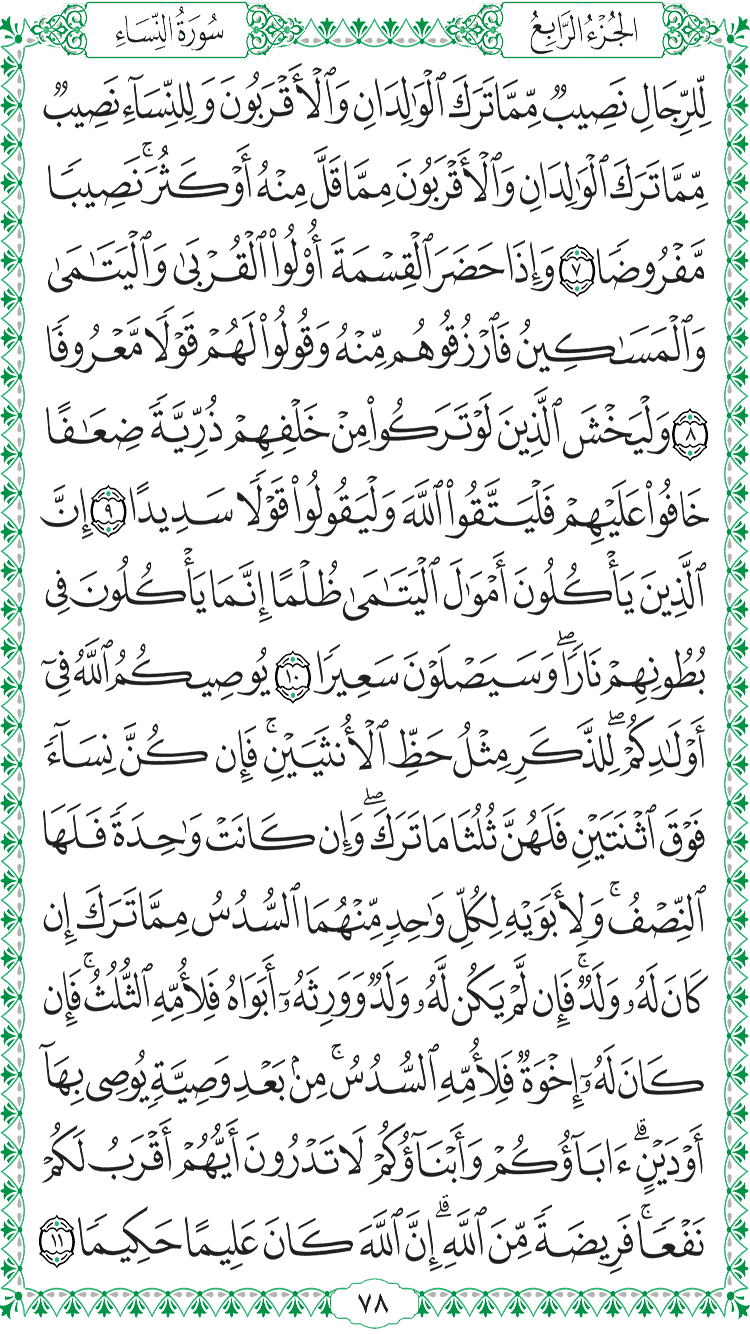 الجُزْءُ الرَّابِعُ
سُورَةُ النِّسَاءِ
لِّلرِّجَالِ نَصِيبٌ مِّمَّا تَرَكَ ٱلْوَٰلِدَانِ وَٱلْأَقْرَبُونَ وَلِلنِّسَآءِ نَصِيبٌ
مِّمَّا تَرَكَ ٱلْوَٰلِدَانِ وَٱلْأَقْرَبُونَ مِمَّا قَلَّ مِنْهُ أَوْ كَثُرَ ۚ نَصِيبًا
مَّفْرُوضًا ٧ وَإِذَا حَضَرَ ٱلْقِسْمَةَ أُو۟لُوا۟ ٱلْقُرْبَىٰ وَٱلْيَتَٰمَىٰ
وَٱلْمَسَٰكِينُ فَٱرْزُقُوهُم مِّنْهُ وَقُولُوا۟ لَهُمْ قَوْلًا مَّعْرُوفًا
٨ وَلْيَخْشَ ٱلَّذِينَ لَوْ تَرَكُوا۟ مِنْ خَلْفِهِمْ ذُرِّيَّةً ضِعَٰفًا
خَافُوا۟ عَلَيْهِمْ فَلْيَتَّقُوا۟ ٱللَّهَ وَلْيَقُولُوا۟ قَوْلًا سَدِيدًا ٩ إِنَّ
ٱلَّذِينَ يَأْكُلُونَ أَمْوَٰلَ ٱلْيَتَٰمَىٰ ظُلْمًا إِنَّمَا يَأْكُلُونَ فِى
بُطُونِهِمْ نَارًا ۖ وَسَيَصْلَوْنَ سَعِيرًا ١٠ يُوصِيكُمُ ٱللَّهُ فِىٓ
أَوْلَٰدِكُمْ ۖ لِلذَّكَرِ مِثْلُ حَظِّ ٱلْأُنثَيَيْنِ ۚ فَإِن كُنَّ نِسَآءً
فَوْقَ ٱثْنَتَيْنِ فَلَهُنَّ ثُلُثَا مَا تَرَكَ ۖ وَإِن كَانَتْ وَٰحِدَةً فَلَهَا
ٱلنِّصْفُ ۚ وَلِأَبَوَيْهِ لِكُلِّ وَٰحِدٍ مِّنْهُمَا ٱلسُّدُسُ مِمَّا تَرَكَ إِن
كَانَ لَهُۥ وَلَدٌ ۚ فَإِن لَّمْ يَكُن لَّهُۥ وَلَدٌ وَوَرِثَهُۥٓ أَبَوَاهُ فَلِأُمِّهِ ٱلثُّلُثُ ۚ فَإِن
كَانَ لَهُۥٓ إِخْوَةٌ فَلِأُمِّهِ ٱلسُّدُسُ ۚ مِنۢ بَعْدِ وَصِيَّةٍ يُوصِى بِهَآ
أَوْ دَيْنٍ ۗ ءَابَآؤُكُمْ وَأَبْنَآؤُكُمْ لَا تَدْرُونَ أَيُّهُمْ أَقْرَبُ لَكُمْ
نَفْعًا ۚ فَرِيضَةً مِّنَ ٱللَّهِ ۗ إِنَّ ٱللَّهَ كَانَ عَلِيمًا حَكِيمًا ١١
٧٨